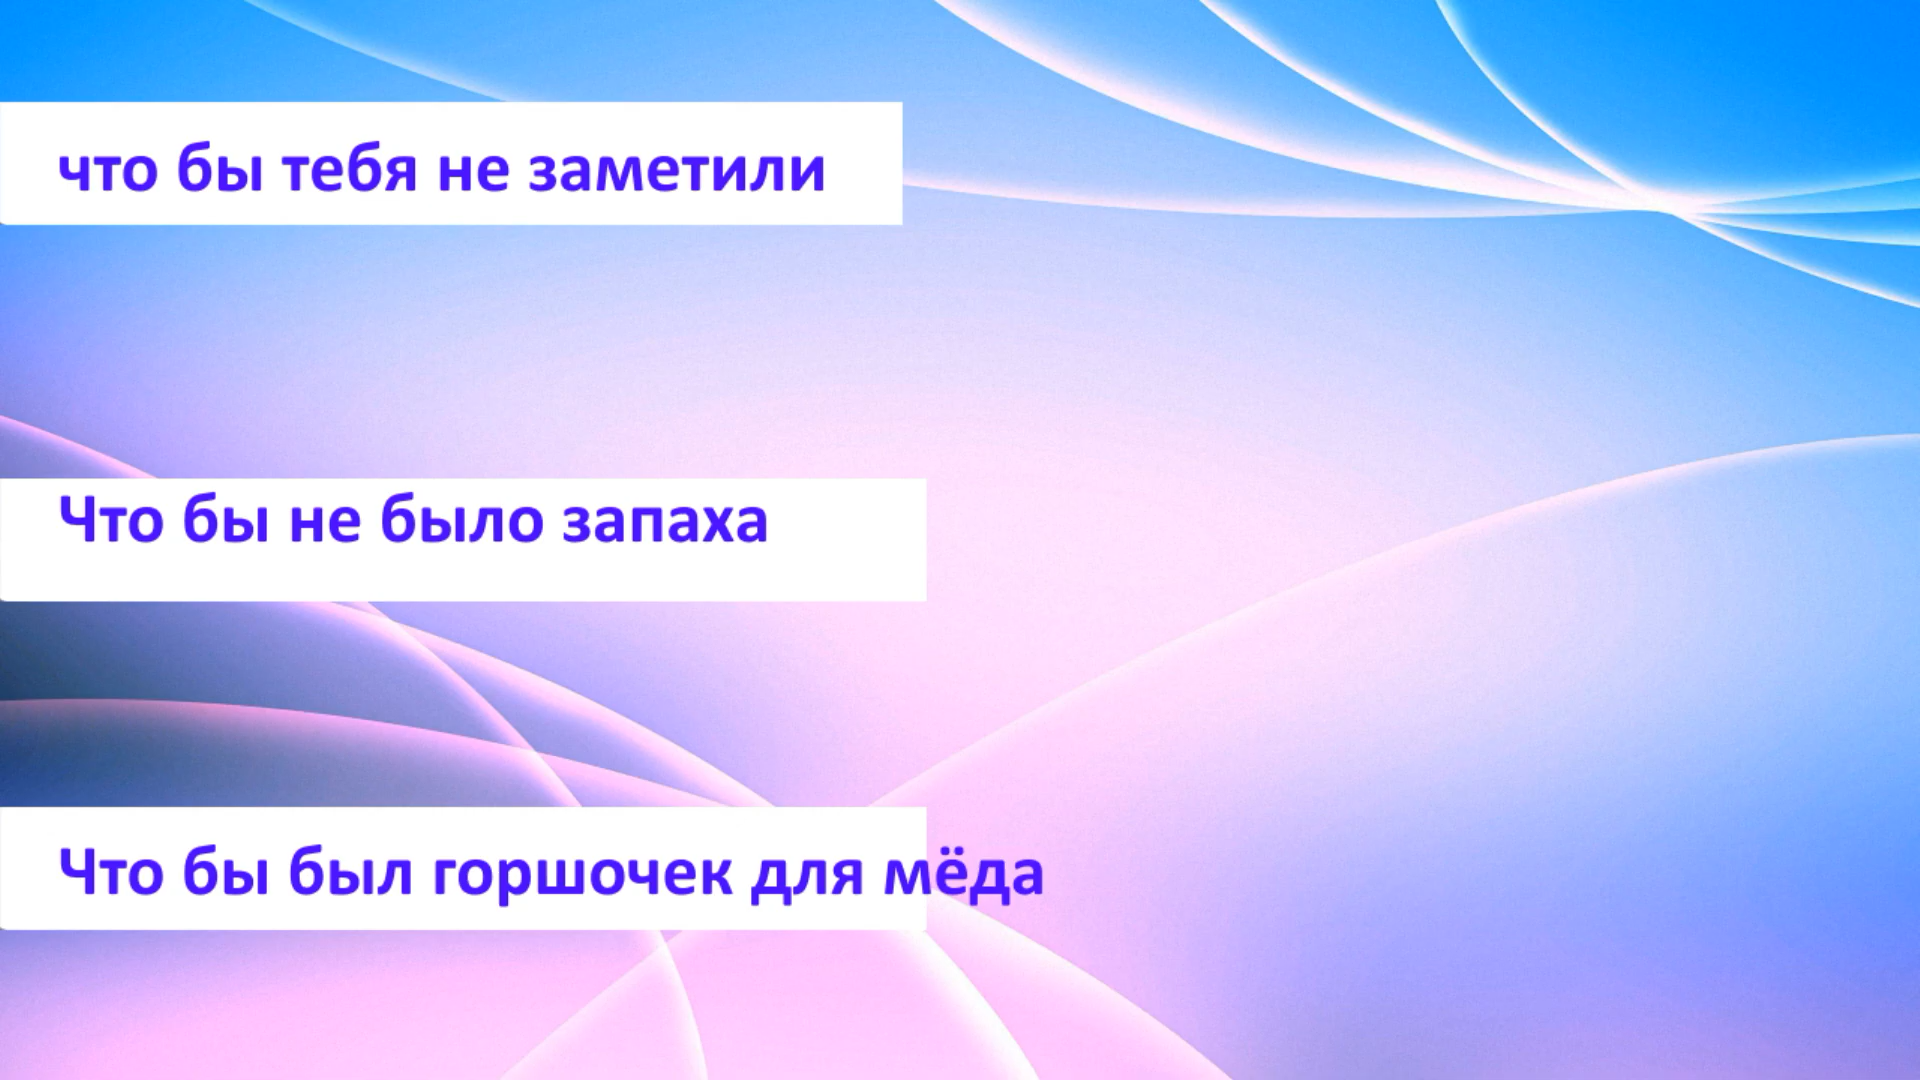 что бы тебя не заметили
Что бы не было запаха
Что бы был горшочек для мёда